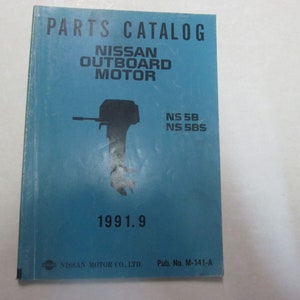 PARTS CATALOG
NISSAN
OUTBOARD
MOTOR
NS 5B
NS 5BS
1991.9
NISSAN MOTOR CO., LTD.
Pub. No. M-141-A